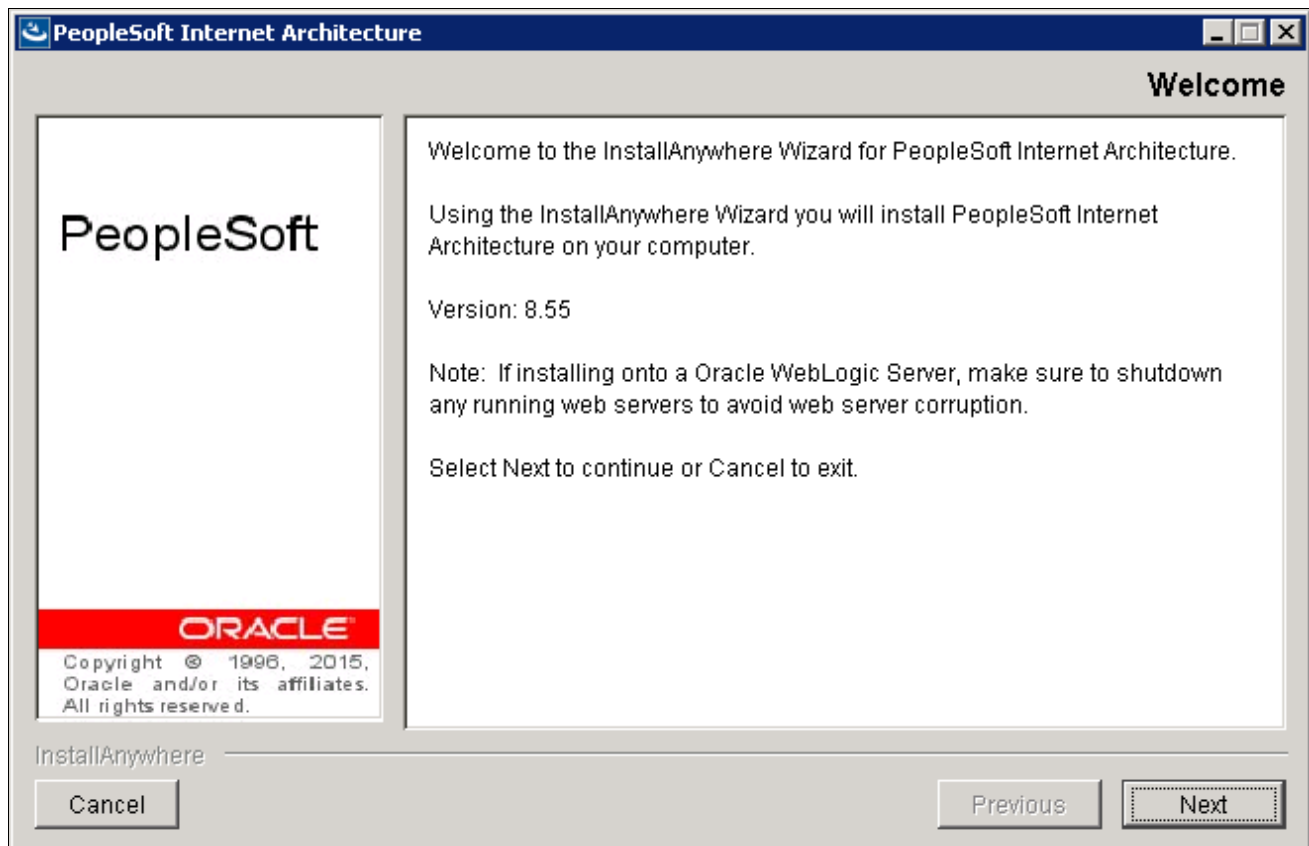 PeopleSoft Internet Architecture
Welcome
PeopleSoft
ORACLE
Copyright © 1996, 2015,
Oracle and/or its affiliates.
All rights reserved.
Welcome to the InstallAnywhere Wizard for PeopleSoft Internet Architecture.
Using the InstallAnywhere Wizard you will install PeopleSoft Internet
Architecture on your computer.
Version: 8.55
Note:  If installing onto a Oracle WebLogic Server, make sure to shutdown
any running web servers to avoid web server corruption.
Select Next to continue or Cancel to exit.
InstallAnywhere
Cancel
Previous
Next